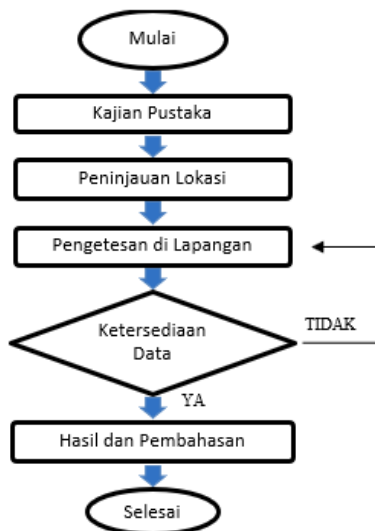 Mulai
Kajian Pustaka
Peninjauan Lokasi
Pengetesan di Lapangan
Ketersediaan
Data
TIDAK
YA
Hasil dan Pembahasan
Selesai